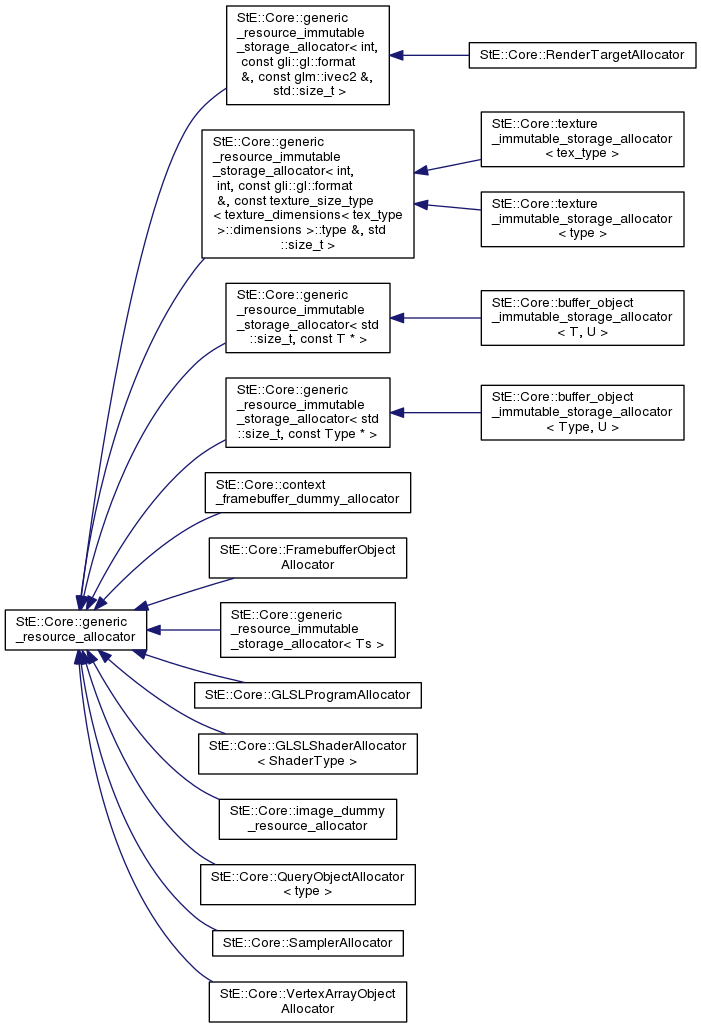 StE::Core::generic
_resource_immutable
_storage_allocator< int,
const gli::gl::format
&, const glm::ivec2 &,
std::size_t >
StE::Core::RenderTargetAllocator
StE::Core::generic
_resource_immutable
_storage_allocator< int,
int, const gli::gl::format
&, const texture_size_type
< texture_dimensions< tex_type
>::dimensions >::type &, std
::size_t >
StE::Core::texture
_immutable_storage_allocator
< tex_type >
StE::Core::texture
_immutable_storage_allocator
< type >
StE::Core::generic
_resource_immutable
_storage_allocator< std
::size_t, const T * >
StE::Core::buffer_object
_immutable_storage_allocator
< T, U >
StE::Core::generic
_resource_immutable
_storage_allocator< std
::size_t, const Type * >
StE::Core::buffer_object
_immutable_storage_allocator
< Type, U >
StE::Core::context
_framebuffer_dummy_allocator
StE::Core::FramebufferObject
Allocator
StE::Core::generic
_resource_allocator
StE::Core::generic
_resource_immutable
_storage_allocator< Ts >
StE::Core::GLSLProgramAllocator
StE::Core::GLSLShaderAllocator
< ShaderType >
StE::Core::image_dummy
_resource_allocator
StE::Core::QueryObjectAllocator
< type >
StE::Core::SamplerAllocator
StE::Core::VertexArrayObject
Allocator